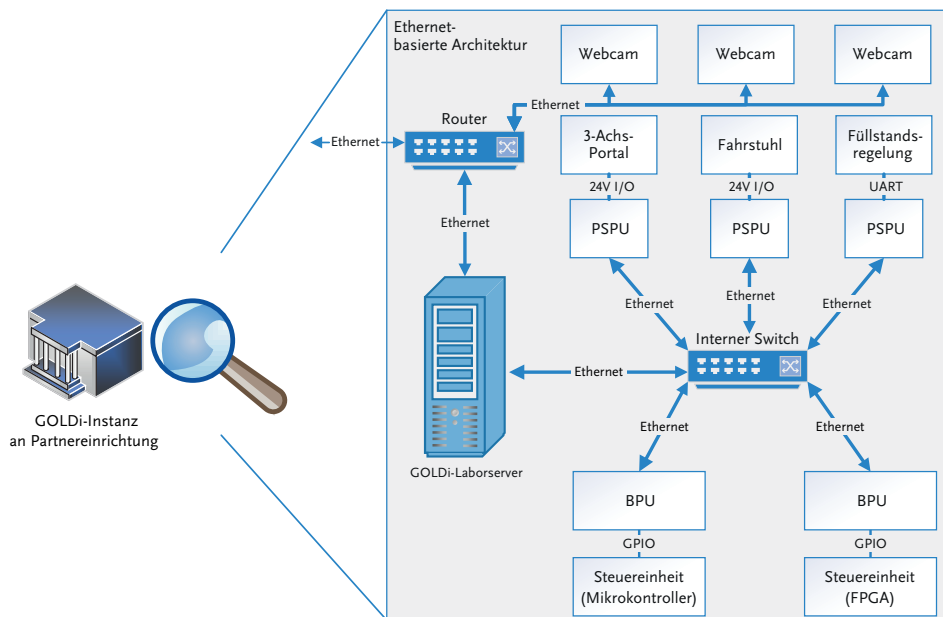 Ethernet-
basierte Architektur
Webcam
Webcam
Webcam
Ethernet
Router
Ethernet
3-Achs-
Portal
Fahrstuhl
Füllstands-
regelung
24V I/O
24V I/O
UART
PSPU
PSPU
PSPU
Ethernet
Ethernet
Ethernet
Ethernet
Interner Switch
Ethernet
GOLDi-Instanz
an Partnereinrichtung
GOLDi-Laborserver
Ethernet
Ethernet
BPU
BPU
GPIO
GPIO
Steuereinheit
(Mikrokontroller)
Steuereinheit
(FPGA)